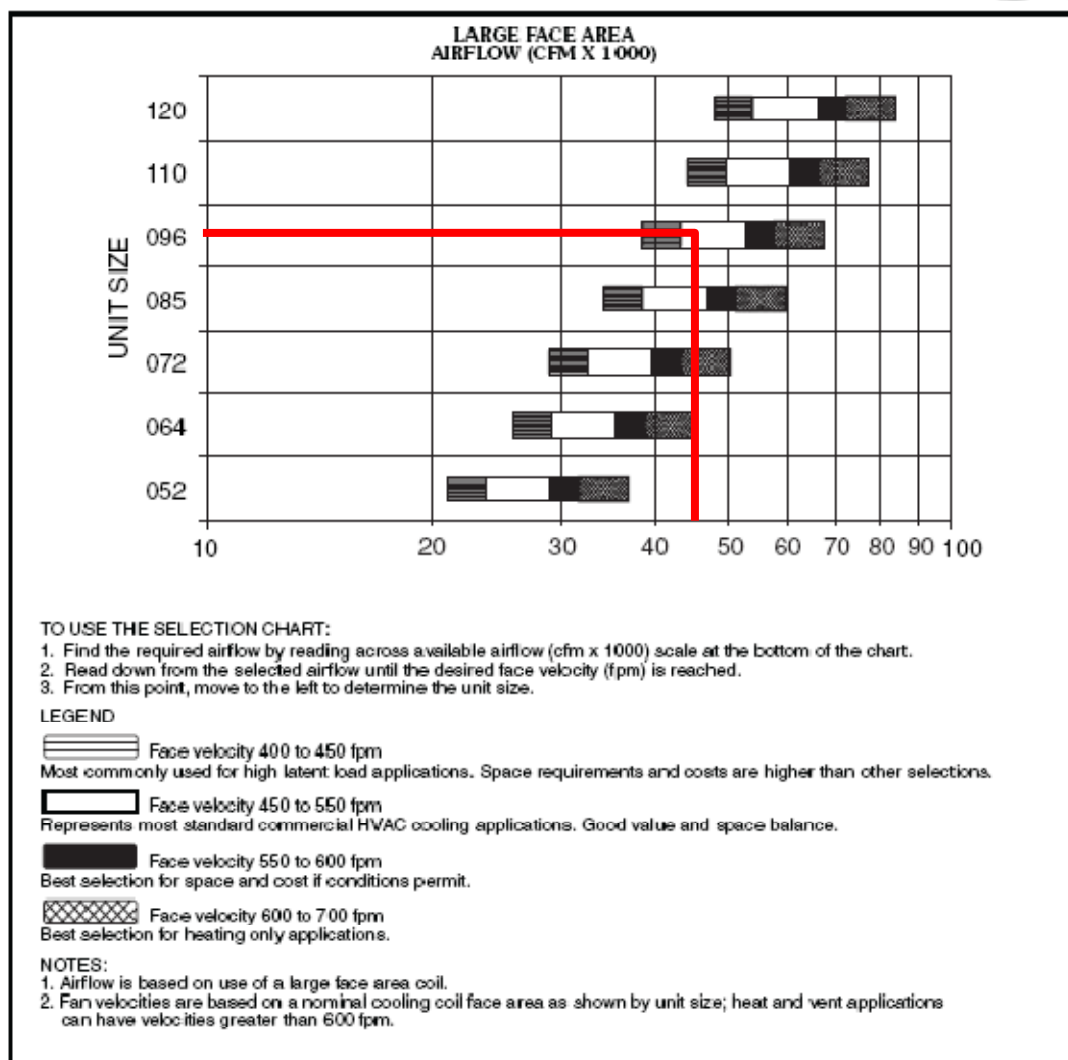 LARGE FACE AREA
AIRFLOW (CFM X 1000)
UNIT SIZE
120
110
096
085
072
064
052
10 20 30 40 50 60 70 80 90 100
TO USE THE SELECTION CHART:
1. Find the required airflow by reading across available airflow (cfm x 1000) scale at the bottom of the chart.
2. Read down from the selected airflow until the desired face velocity (fpm) is reached.
3. From this point, move to the left to determine the unit size.
LEGEND
Face velocity 400 to 450 fpm
Most commonly used for high latent load applications. Space requirements and costs are higher than other selections.
Face velocity 450 to 550 fpm
Represents most standard commercial HVAC cooling applications. Good value and space balance.
Face velocity 550 to 600 fpm
Best selection for space and cost if conditions permit.
Face velocity 600 to 700 fpm
Best selection for heating only applications.
NOTES:
1. Airflow is based on use of a large face area coil.
2. Fan velocities are based on a nominal cooling coil face area as shown by unit size; heat and vent applications
can have velocities greater than 600 fpm.